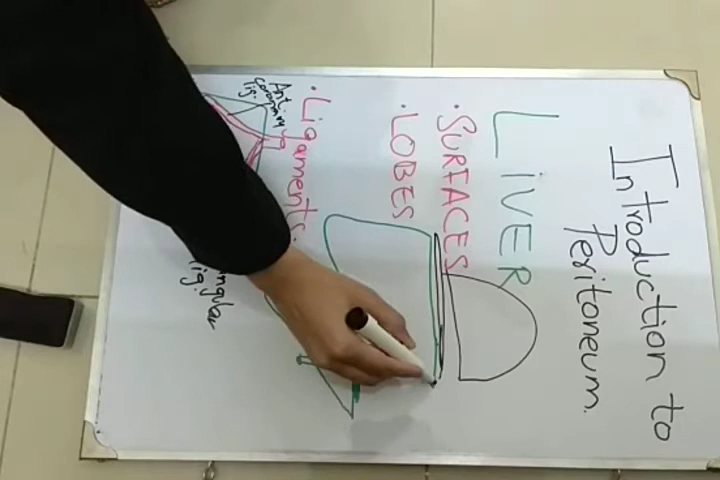 Introduction to
Peritoneum.
LIVER
• SURFACES
• LOBES
• Ligaments.
Ant
coronary
lig.
lig.